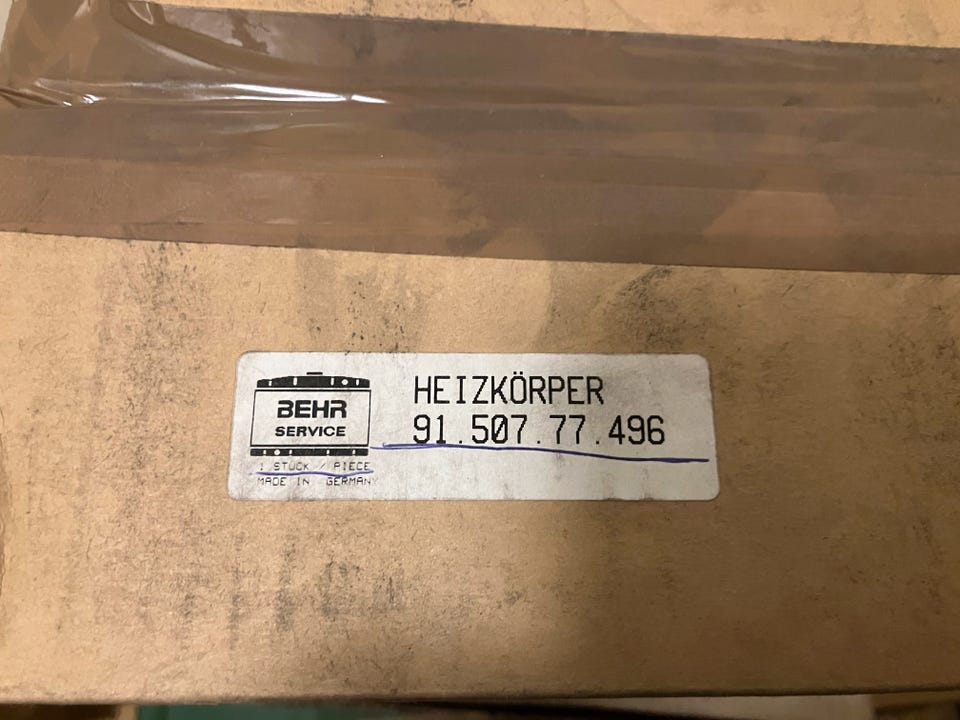 BEHR
SERVICE
1 STÜCK / PIECE
MADE IN GERMANY
HEIZKÖRPER
91.507.77.496